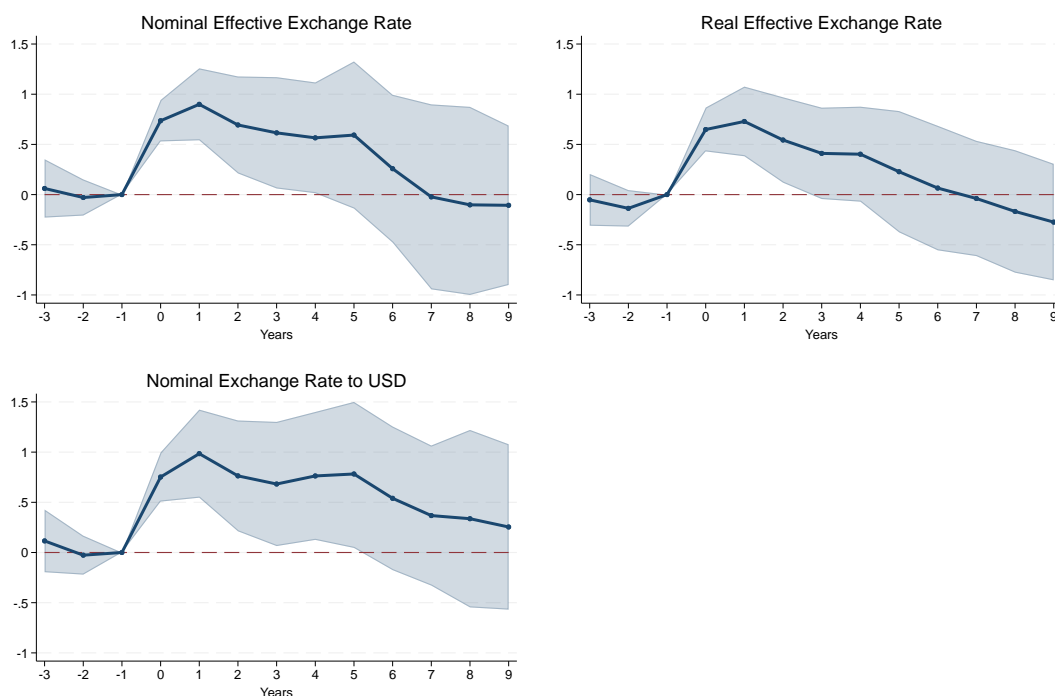 Nominal Effective Exchange Rate
1.5
1
.5
0
-.5
-1
-3 -2 -1 0 1 2 3 4 5 6 7 8 9
Years
Real Effective Exchange Rate
1.5
1
.5
0
-.5
-1
-3 -2 -1 0 1 2 3 4 5 6 7 8 9
Years
Nominal Exchange Rate to USD
1.5
1
.5
0
-.5
-1
-3 -2 -1 0 1 2 3 4 5 6 7 8 9
Years